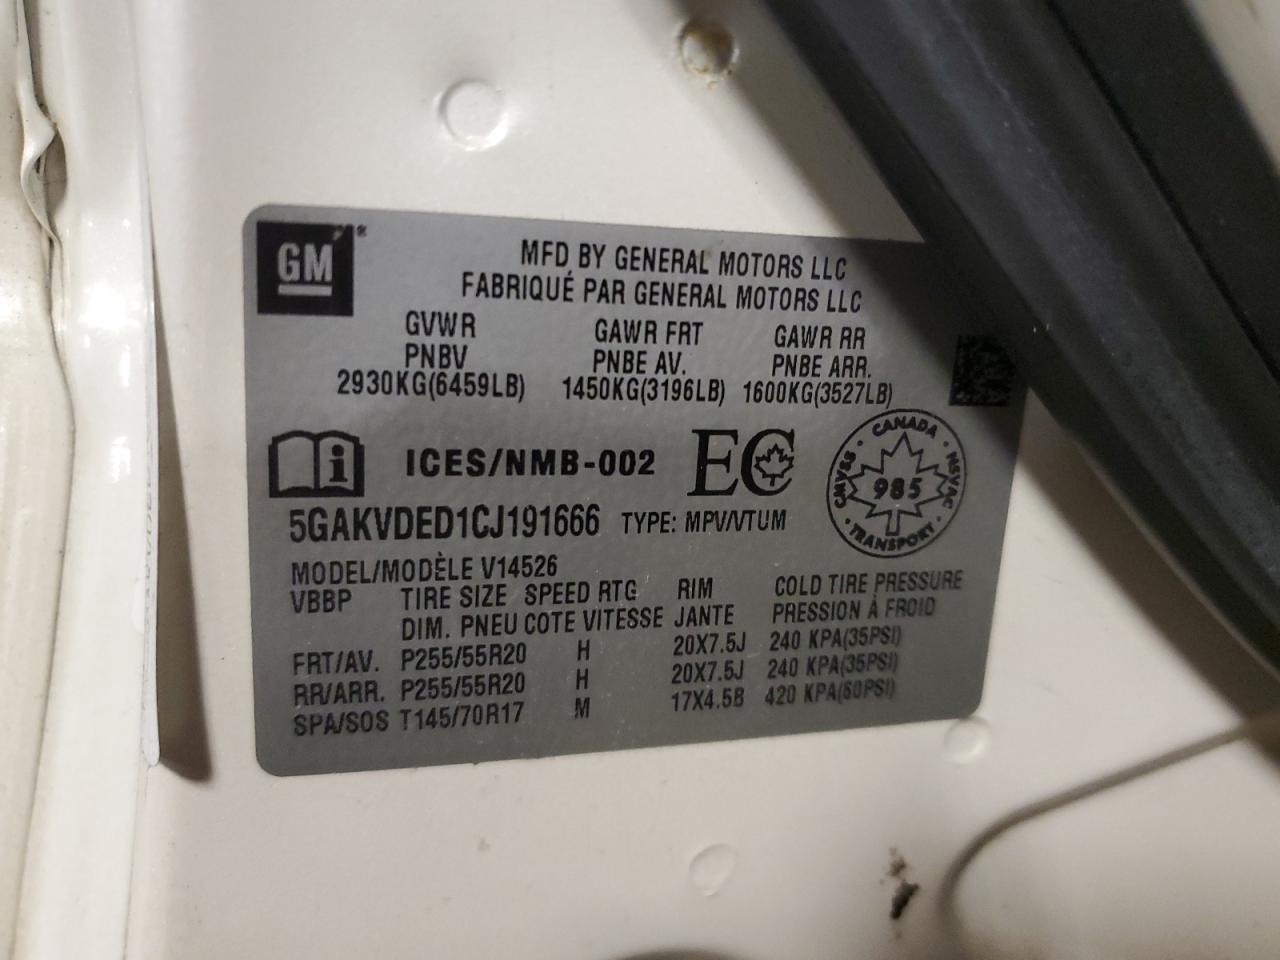 GM®
MFD BY GENERAL MOTORS LLC
FABRIQUÉ PAR GENERAL MOTORS LLC
GVWR GAWR FRT GAWR RR
PNBV PNBE AV. PNBE ARR.
2930KG(6459LB) 1450KG(3196LB) 1600KG(3527LB)
i ICES/NMB-002 EC
CANADA
CMVSS 985 NSVAC
TRANSPORT
5GAKVDED1CJ191666 TYPE: MPV/VTUM
MODEL/MODÈLE V14526
VBBP TIRE SIZE SPEED RTG RIM COLD TIRE PRESSURE
DIM. PNEU COTE VITESSE JANTE PRESSION À FROID
FRT/AV. P255/55R20 H 20X7.5J 240 KPA(35PSI)
RR/ARR. P255/55R20 H 20X7.5J 240 KPA(35PSI)
SPA/SOS T145/70R17 M 17X4.5B 420 KPA(60PSI)